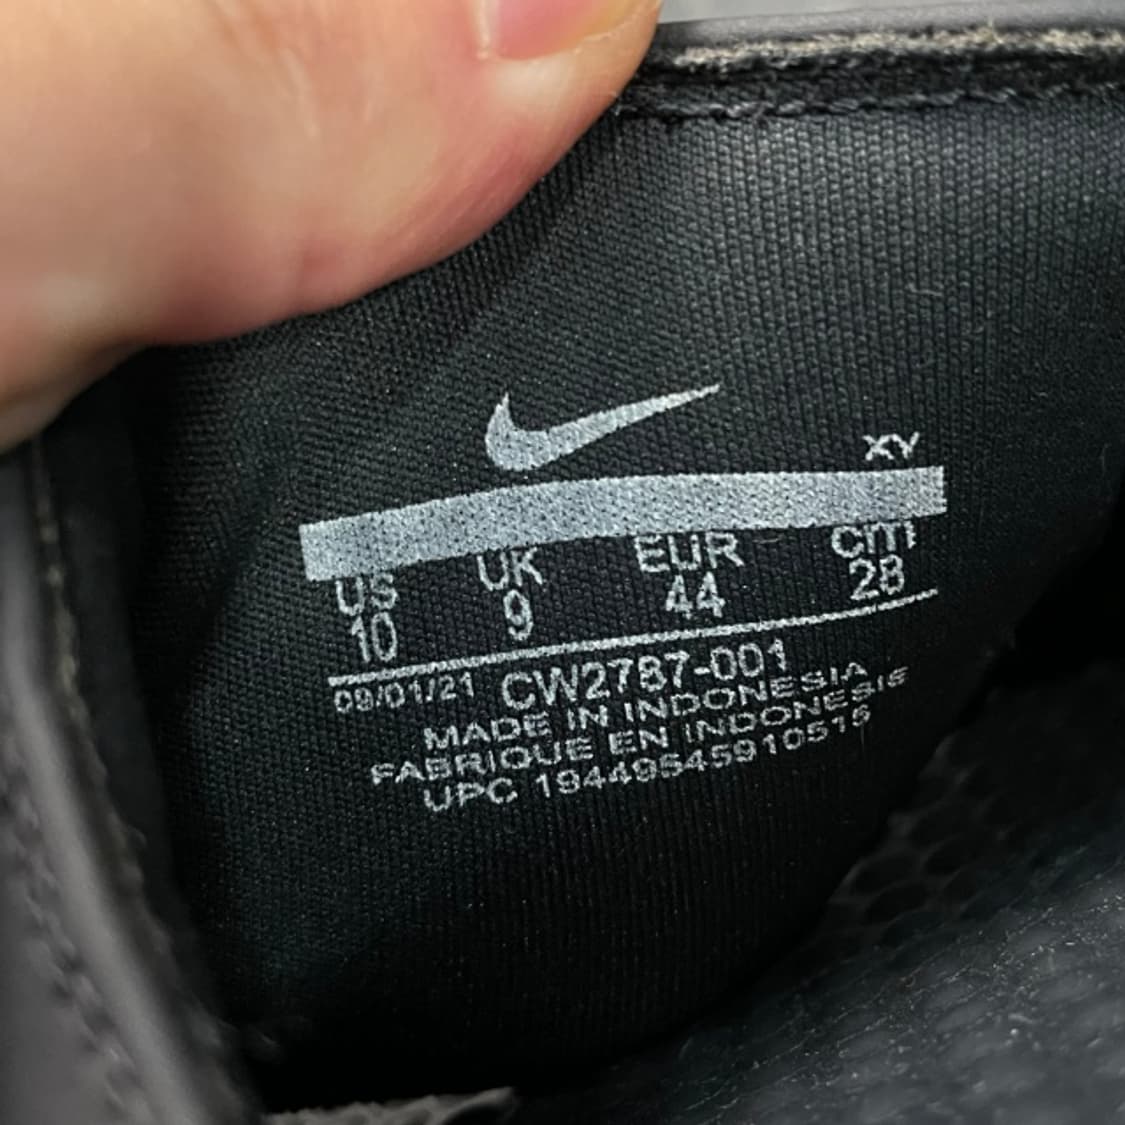 XY
US UK EUR cm
10 9 44 28
09/01/21 CW2787-001
MADE IN INDONESIA
FABRIQUE EN INDONESIE
UPC